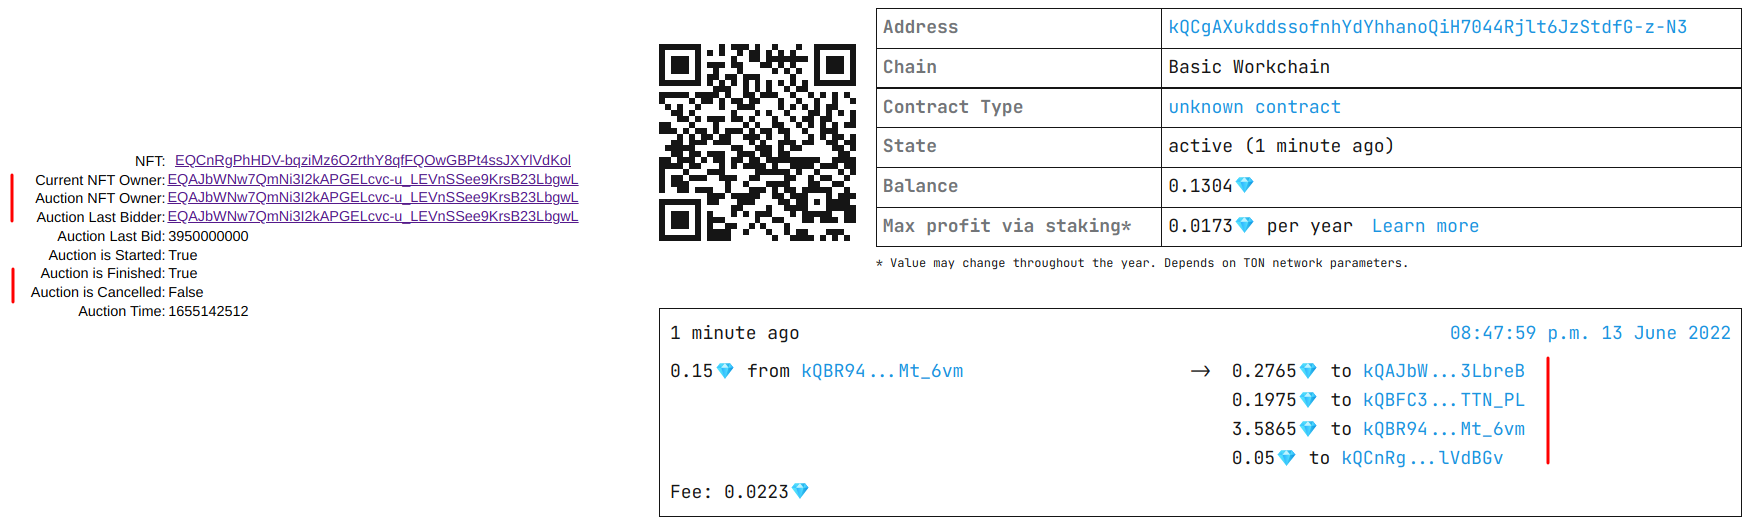 NFT: EQCnRgPhHDV-bqziMz6O2rthY8qfFQOwGBPt4ssJXYlVdKol
Current NFT Owner: EQAJbWNw7QmNi3I2kAPGELcvc-u_LEVnSSee9KrsB23LbgwL
Auction NFT Owner: EQAJbWNw7QmNi3I2kAPGELcvc-u_LEVnSSee9KrsB23LbgwL
Auction Last Bidder: EQAJbWNw7QmNi3I2kAPGELcvc-u_LEVnSSee9KrsB23LbgwL
Auction Last Bid: 3950000000
Auction is Started: True
Auction is Finished: True
Auction is Cancelled: False
Auction Time: 1655142512
Address kQCgAXukddssofnhYdYhhanoQiH7044Rjlt6JzStdfG-z-N3
Chain Basic Workchain
Contract Type unknown contract
State active (1 minute ago)
Balance 0.1304💎
Max profit via staking* 0.0173💎 per year Learn more
* Value may change throughout the year. Depends on TON network parameters.
1 minute ago 08:47:59 p.m. 13 June 2022
0.15💎 from kQBR94...Mt_6vm → 0.2765💎 to kQAJbW...3LbreB
0.1975💎 to kQBFC3...TTN_PL
3.5865💎 to kQBR94...Mt_6vm
0.05💎 to kQCnRg...lVdBGv
Fee: 0.0223💎